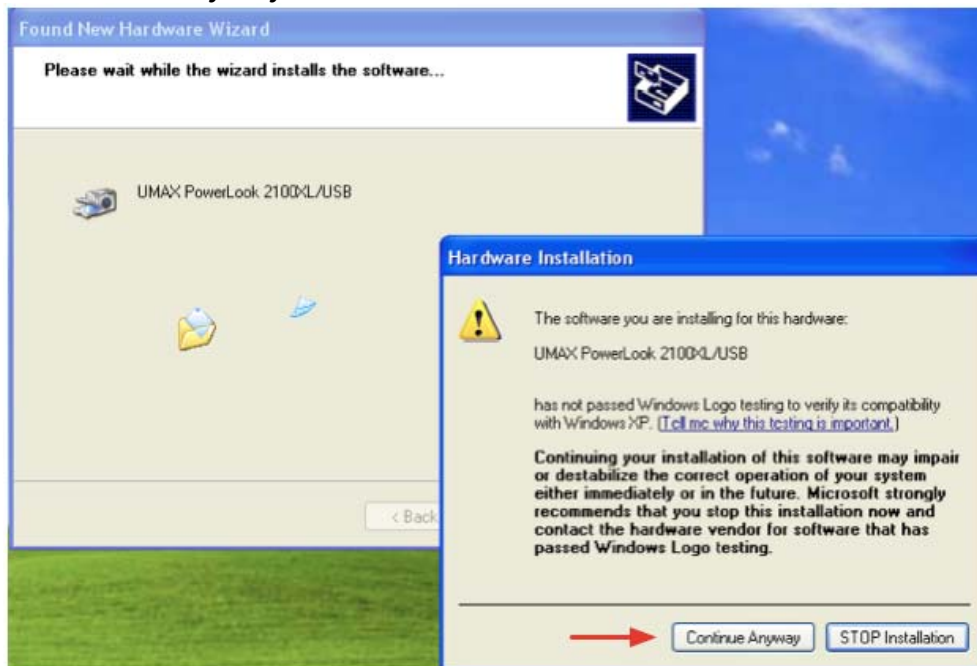 Found New Hardware Wizard
Please wait while the wizard installs the software...
UMAX PowerLook 2100XL/USB
Hardware Installation
The software you are installing for this hardware:
UMAX PowerLook 2100XL/USB
has not passed Windows Logo testing to verify its compatibility
with Windows XP. (Tell me why this testing is important.)
Continuing your installation of this software may impair
or destabilize the correct operation of your system
either immediately or in the future. Microsoft strongly
recommends that you stop this installation now and
contact the hardware vendor for software that has
passed Windows Logo testing.
< Back
Continue Anyway
STOP Installation